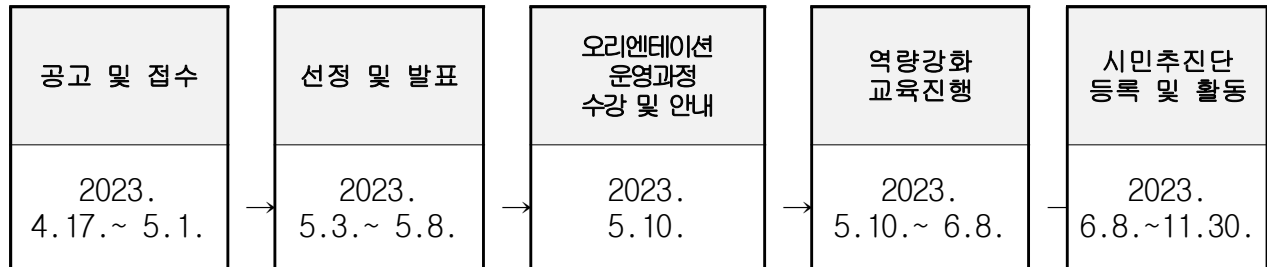 공고 및 접수
2023.
4.17.~ 5.1.
→
선정 및 발표
2023.
5.3.~ 5.8.
→
오리엔테이션
운영과정
수강 및 안내
2023.
5.10.
→
역량강화
교육진행
2023.
5.10.~ 6.8.
시민추진단
등록 및 활동
2023.
6.8.~11.30.